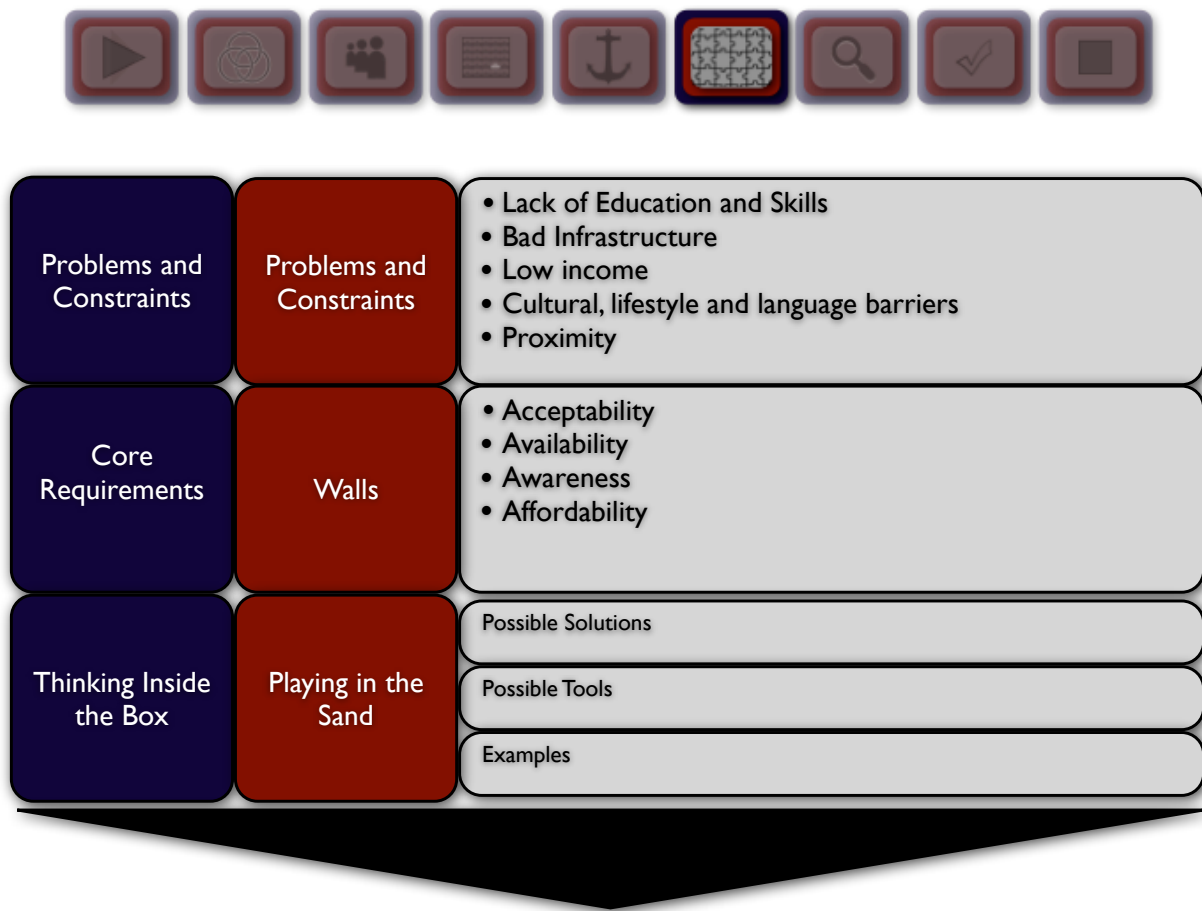 Problems and
Constraints
Problems and
Constraints
• Lack of Education and Skills
• Bad Infrastructure
• Low income
• Cultural, lifestyle and language barriers
• Proximity
Core
Requirements
Walls
• Acceptability
• Availability
• Awareness
• Affordability
Thinking Inside
the Box
Playing in the
Sand
Possible Solutions
Possible Tools
Examples